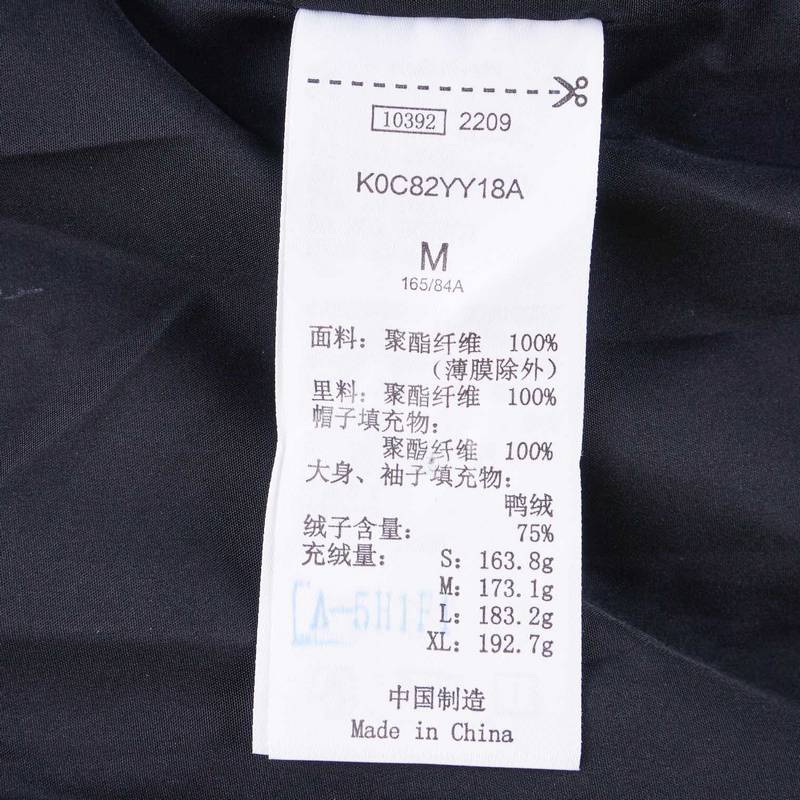 10392 2209
K0C82YY18A
M
165/84A
面料：聚酯纤维 100%
（薄膜除外）
里料：聚酯纤维 100%
帽子填充物：
聚酯纤维 100%
大身、袖子填充物：
鸭绒
绒子含量： 75%
充绒量： S: 163.8g
M: 173.1g
L: 183.2g
XL: 192.7g
中国制造
Made in China